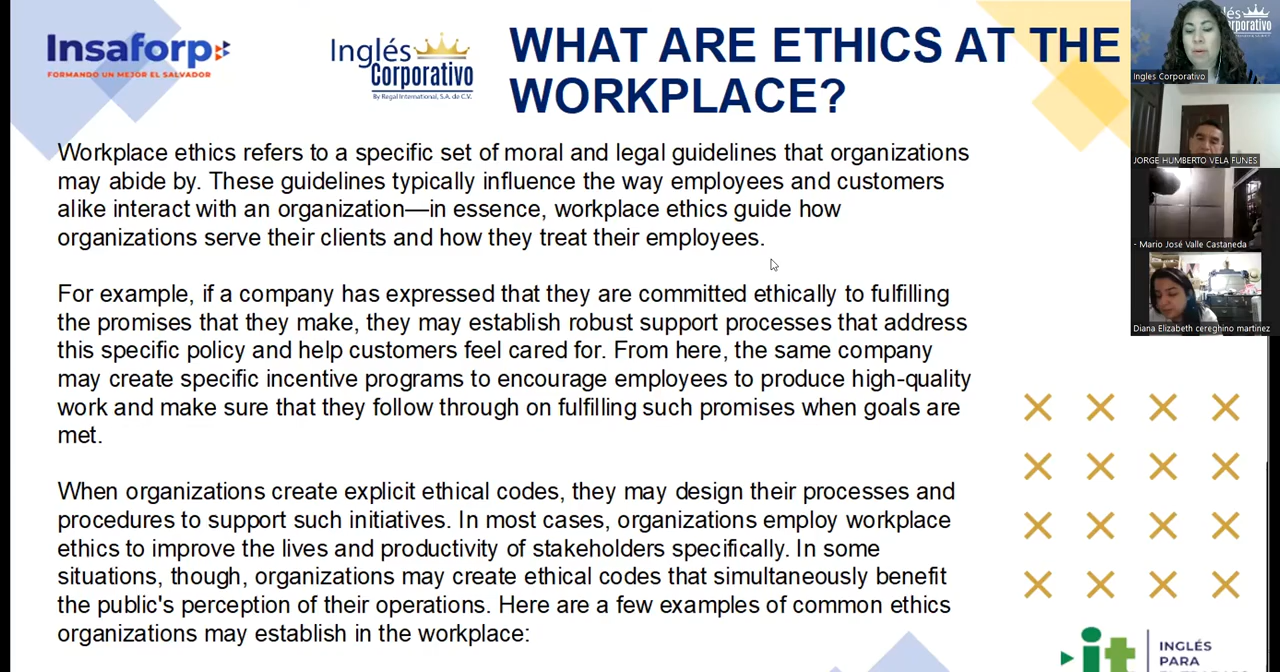 Insaforp
FORMANDO UN MEJOR EL SALVADOR
Inglés
Corporativo
By Regal International, S.A. de C.V.
WHAT ARE ETHICS AT THE
WORKPLACE?
Workplace ethics refers to a specific set of moral and legal guidelines that organizations
may abide by. These guidelines typically influence the way employees and customers
alike interact with an organization—in essence, workplace ethics guide how
organizations serve their clients and how they treat their employees.
For example, if a company has expressed that they are committed ethically to fulfilling
the promises that they make, they may establish robust support processes that address
this specific policy and help customers feel cared for. From here, the same company
may create specific incentive programs to encourage employees to produce high-quality
work and make sure that they follow through on fulfilling such promises when goals are
met.
When organizations create explicit ethical codes, they may design their processes and
procedures to support such initiatives. In most cases, organizations employ workplace
ethics to improve the lives and productivity of stakeholders specifically. In some
situations, though, organizations may create ethical codes that simultaneously benefit
the public's perception of their operations. Here are a few examples of common ethics
organizations may establish in the workplace:
Corporativo
Ingles Corporativo
JORGE HUMBERTO VELA FUNES
- Mario José Valle Castaneda
Diana Elizabeth cereghino martinez
it
INGLÉS
PARA